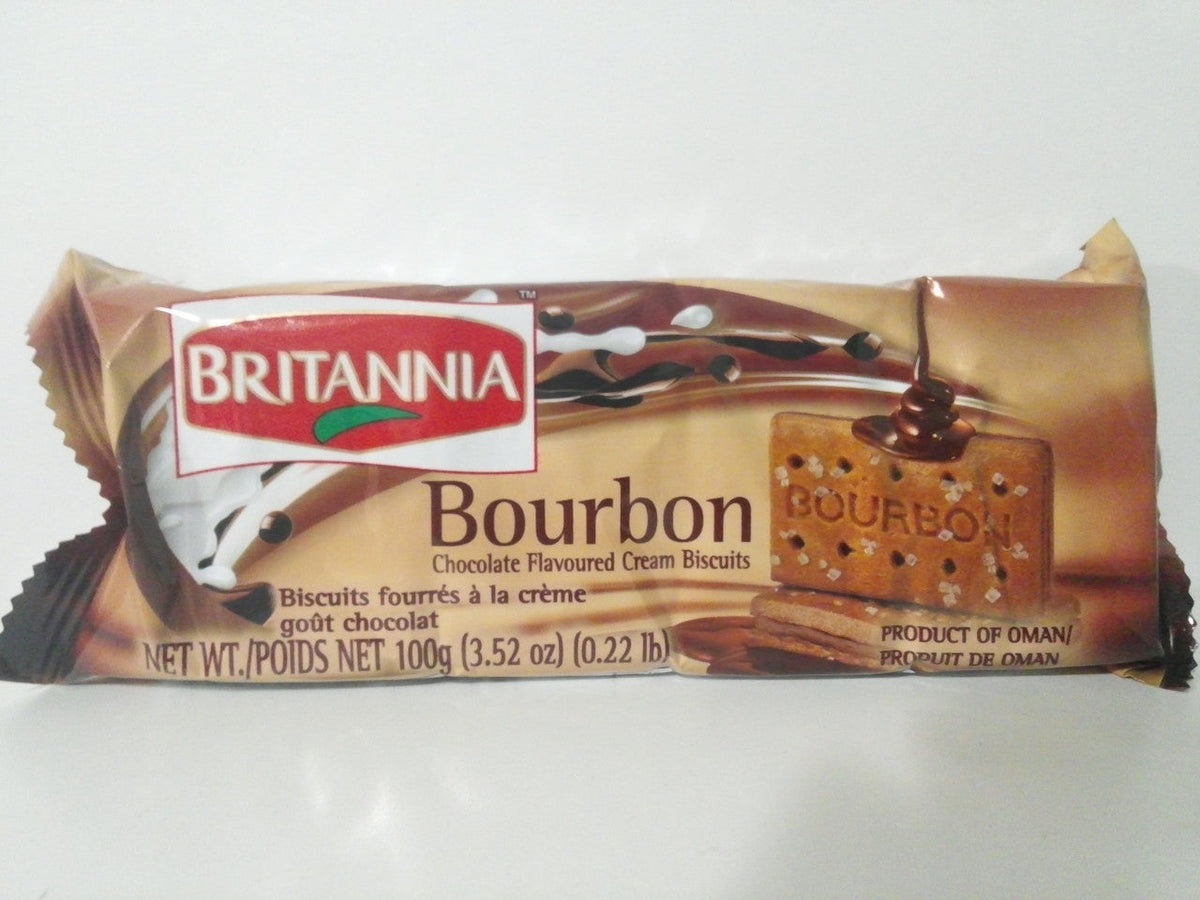 BRITANNIA
TM
Bourbon
Chocolate Flavoured Cream Biscuits
Biscuits fourrés à la crème
goût chocolat
NET WT./POIDS NET 100g (3.52 oz) (0.22 lb)
BOURBON
PRODUCT OF OMAN/
PRODUIT DE OMAN